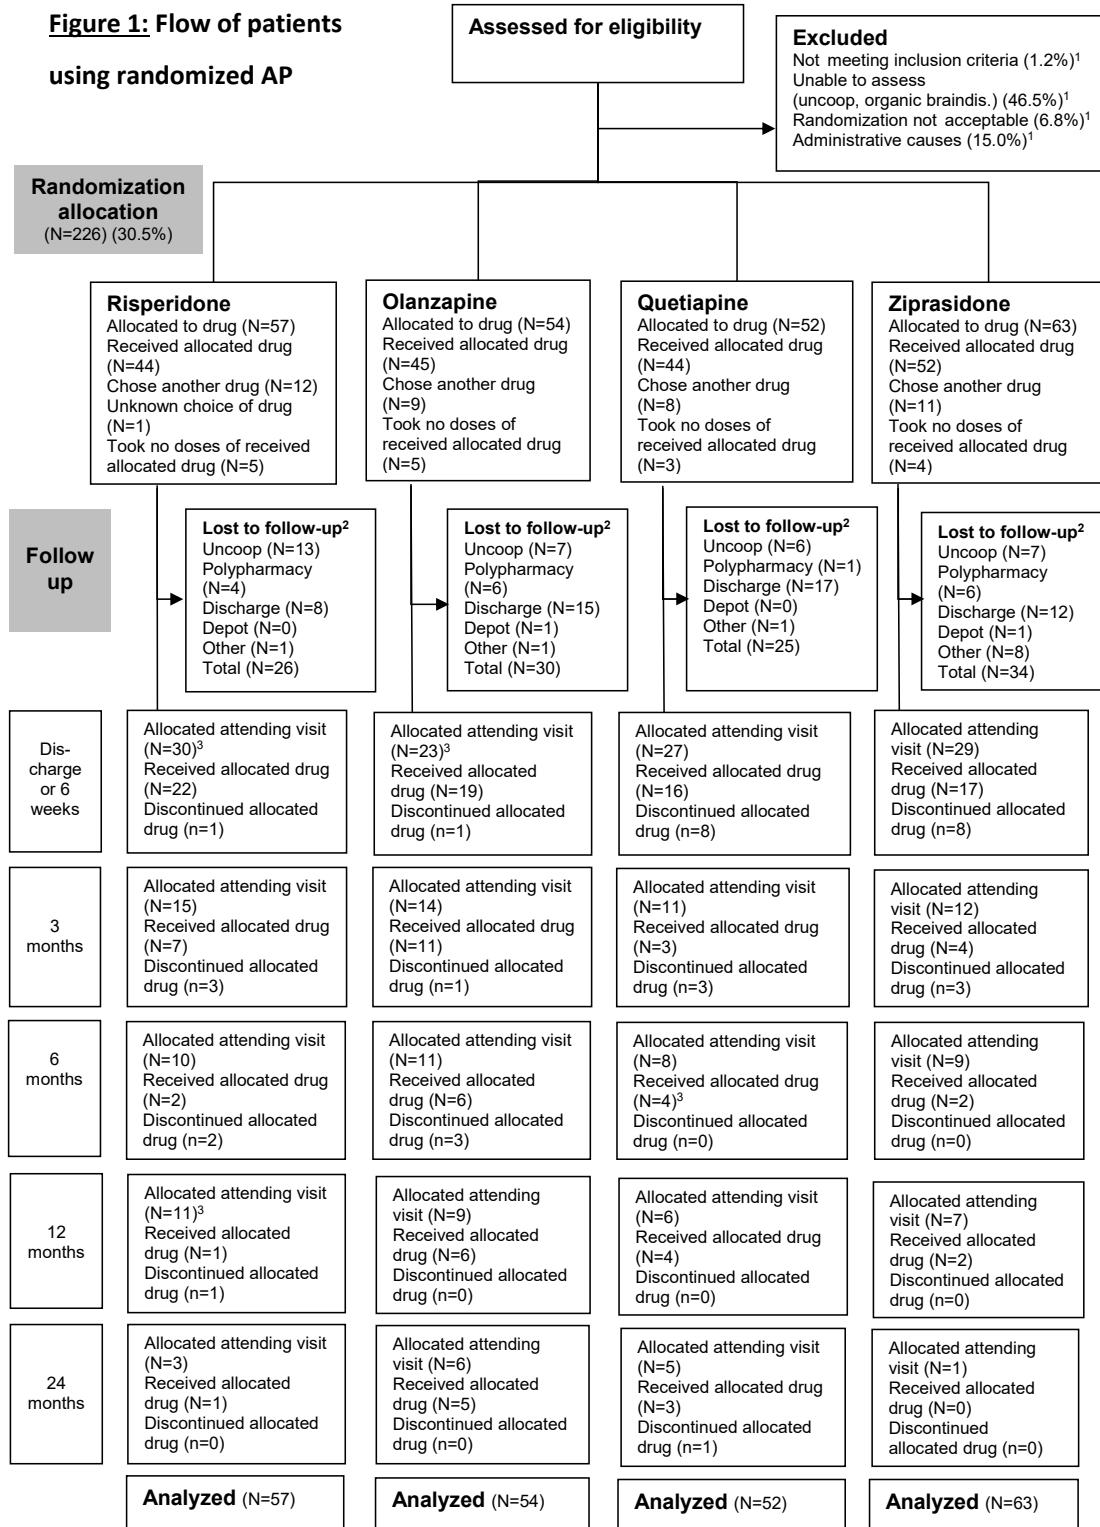 Figure 1: Flow of patients
using randomized AP
Assessed for eligibility
Excluded
Not meeting inclusion criteria (1.2%)¹
Unable to assess
(uncoop, organic braindis.) (46.5%)¹
Randomization not acceptable (6.8%)¹
Administrative causes (15.0%)¹
Randomization
allocation
(N=226) (30.5%)
Risperidone
Allocated to drug (N=57)
Received allocated drug
(N=44)
Chose another drug (N=12)
Unknown choice of drug
(N=1)
Took no doses of received
allocated drug (N=5)
Olanzapine
Allocated to drug (N=54)
Received allocated drug
(N=45)
Chose another drug
(N=9)
Took no doses of
received allocated drug
(N=5)
Quetiapine
Allocated to drug (N=52)
Received allocated drug
(N=44)
Chose another drug
(N=8)
Took no doses of
received allocated drug
(N=3)
Ziprasidone
Allocated to drug (N=63)
Received allocated drug
(N=52)
Chose another drug
(N=11)
Took no doses of
received allocated drug
(N=4)
Follow
up
Lost to follow-up²
Uncoop (N=13)
Polypharmacy
(N=4)
Discharge (N=8)
Depot (N=0)
Other (N=1)
Total (N=26)
Lost to follow-up²
Uncoop (N=7)
Polypharmacy
(N=6)
Discharge (N=15)
Depot (N=1)
Other (N=1)
Total (N=30)
Lost to follow-up²
Uncoop (N=6)
Polypharmacy (N=1)
Discharge (N=17)
Depot (N=0)
Other (N=1)
Total (N=25)
Lost to follow-up²
Uncoop (N=7)
Polypharmacy
(N=6)
Discharge (N=12)
Depot (N=1)
Other (N=8)
Total (N=34)
Dis-
charge
or 6
weeks
Allocated attending visit
(N=30)³
Received allocated drug
(N=22)
Discontinued allocated
drug (n=1)
Allocated attending visit
(N=23)³
Received allocated
drug (N=19)
Discontinued allocated
drug (n=1)
Allocated attending visit
(N=27)
Received allocated drug
(N=16)
Discontinued allocated
drug (n=8)
Allocated attending
visit (N=29)
Received allocated
drug (N=17)
Discontinued allocated
drug (n=8)
3
months
Allocated attending visit
(N=15)
Received allocated drug
(N=7)
Discontinued allocated
drug (n=3)
Allocated attending visit
(N=14)
Received allocated drug
(N=11)
Discontinued allocated
drug (n=1)
Allocated attending visit
(N=11)
Received allocated drug
(N=3)
Discontinued allocated
drug (n=3)
Allocated attending
visit (N=12)
Received allocated
drug (N=4)
Discontinued allocated
drug (n=3)
6
months
Allocated attending visit
(N=10)
Received allocated drug
(N=2)
Discontinued allocated
drug (n=2)
Allocated attending visit
(N=11)
Received allocated
drug (N=6)
Discontinued allocated
drug (n=3)
Allocated attending visit
(N=8)
Received allocated drug
(N=4)³
Discontinued allocated
drug (n=0)
Allocated attending
visit (N=9)
Received allocated
drug (N=2)
Discontinued allocated
drug (n=0)
12
months
Allocated attending visit
(N=11)³
Received allocated
drug (N=1)
Discontinued allocated
drug (n=1)
Allocated attending
visit (N=9)
Received allocated
drug (N=6)
Discontinued allocated
drug (n=0)
Allocated attending visit
(N=6)
Received allocated drug
(N=4)
Discontinued allocated
drug (n=0)
Allocated attending
visit (N=7)
Received allocated
drug (N=2)
Discontinued allocated
drug (n=0)
24
months
Allocated attending visit
(N=3)
Received allocated
drug (N=1)
Discontinued allocated
drug (n=0)
Allocated attending
visit (N=6)
Received allocated
drug (N=5)
Discontinued allocated
drug (n=0)
Allocated attending visit
(N=5)
Received allocated drug
(N=3)
Discontinued allocated
drug (n=1)
Allocated attending
visit (N=1)
Received allocated
drug (N=0)
Discontinued
allocated drug (n=0)
Analyzed (N=57)
Analyzed (N=54)
Analyzed (N=52)
Analyzed (N=63)